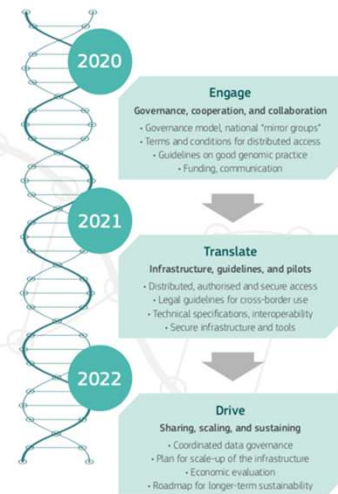 2020
Engage
Governance, cooperation, and collaboration
• Governance model, national "mirror groups"
• Terms and conditions for distributed access
• Guidelines on good genomic practice
• Funding, communication
2021
Translate
Infrastructure, guidelines, and pilots
• Distributed, authorised and secure access
• Legal guidelines for cross-border use
• Technical specifications, interoperability
• Secure infrastructure and tools
2022
Drive
Sharing, scaling, and sustaining
• Coordinated data governance
• Plan for scale-up of the infrastructure
• Economic evaluation
• Roadmap for longer-term sustainability